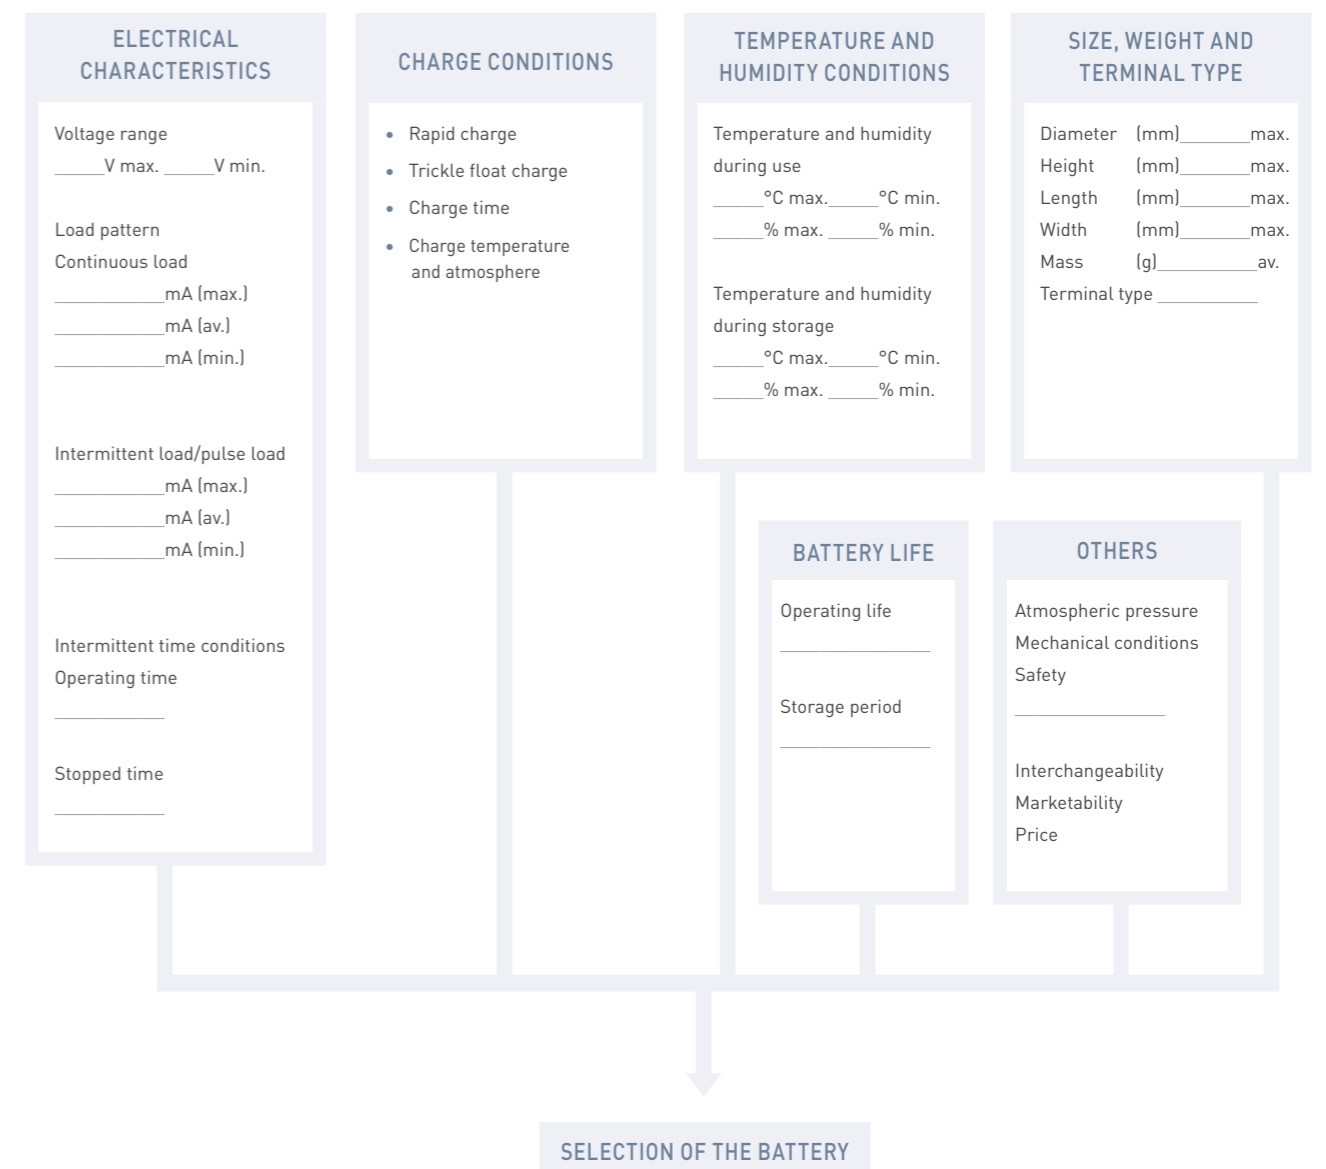 ELECTRICAL
CHARACTERISTICS
Voltage range
_____V max. _____V min.
Load pattern
Continuous load
___________mA (max.)
___________mA (av.)
___________mA (min.)
Intermittent load/pulse load
___________mA (max.)
___________mA (av.)
___________mA (min.)
Intermittent time conditions
Operating time
___________
Stopped time
___________
CHARGE CONDITIONS
• Rapid charge
• Trickle float charge
• Charge time
• Charge temperature
and atmosphere
TEMPERATURE AND
HUMIDITY CONDITIONS
Temperature and humidity
during use
_____°C max._____°C min.
_____% max. _____% min.
Temperature and humidity
during storage
_____°C max._____°C min.
_____% max. _____% min.
SIZE, WEIGHT AND
TERMINAL TYPE
Diameter (mm)_______max.
Height (mm)_______max.
Length (mm)_______max.
Width (mm)_______max.
Mass (g)__________av.
Terminal type __________
BATTERY LIFE
Operating life
_______________
Storage period
_______________
OTHERS
Atmospheric pressure
Mechanical conditions
Safety
_______________
Interchangeability
Marketability
Price
SELECTION OF THE BATTERY